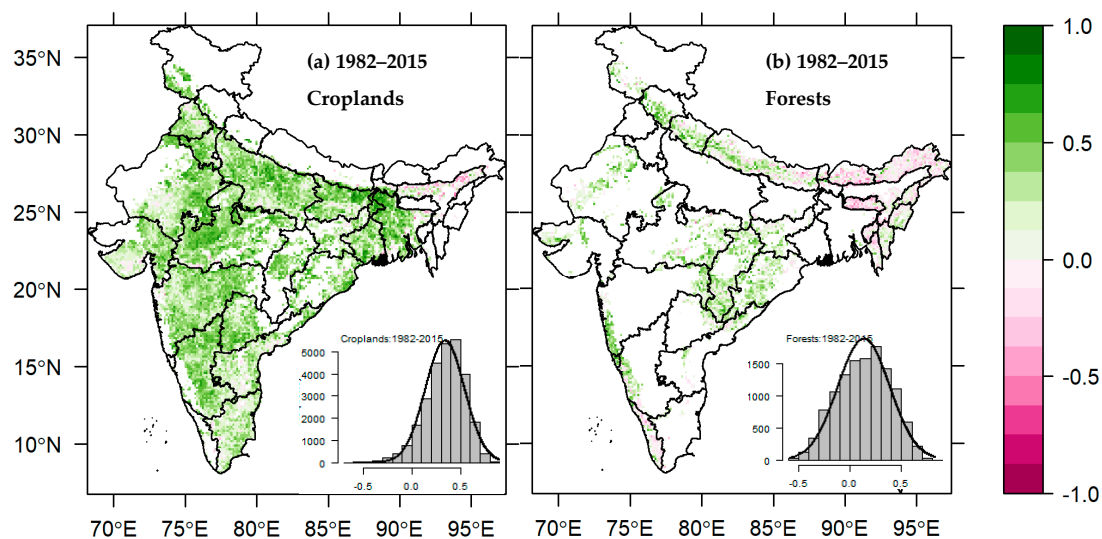 (a) 1982–2015
Croplands
(b) 1982–2015
Forests
35°N
30°N
25°N
20°N
15°N
10°N
Croplands:1982-2015
5000
4000
3000
2000
1000
0
-0.5
0.0
0.5
Forests:1982-2015
1500
1000
500
0
-0.5
0.0
0.5
70°E
75°E
80°E
85°E
90°E
95°E
70°E
75°E
80°E
85°E
90°E
95°E
1.0
0.5
0.0
-0.5
-1.0